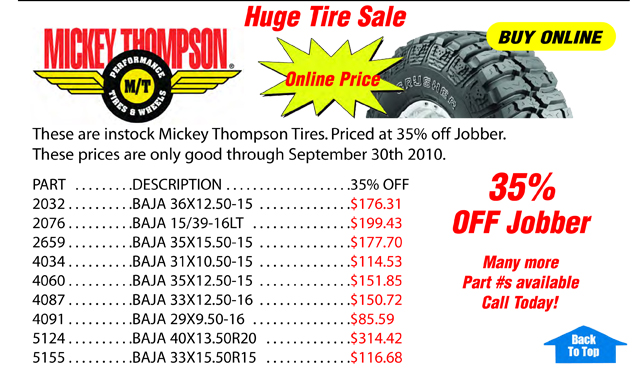 Huge Tire Sale
MICKEY THOMPSON
PERFORMANCE
M/T
TIRES & WHEELS
Online Price
CRUSHER
BUY ONLINE
These are instock Mickey Thompson Tires. Priced at 35% off Jobber.
These prices are only good through September 30th 2010.
PART .........DESCRIPTION ....................35% OFF
2032..........BAJA 36X12.50-15 ..............$176.31
2076..........BAJA 15/39-16LT ...............$199.43
2659..........BAJA 35X15.50-15 ..............$177.70
4034..........BAJA 31X10.50-15 ..............$114.53
4060..........BAJA 35X12.50-15 ..............$151.85
4087..........BAJA 33X12.50-16 ..............$150.72
4091..........BAJA 29X9.50-16 ...............$85.59
5124..........BAJA 40X13.50R20 ..............$314.42
5155..........BAJA 33X15.50R15 ..............$116.68
35%
OFF Jobber
Many more
Part #s available
Call Today!
Back
To Top